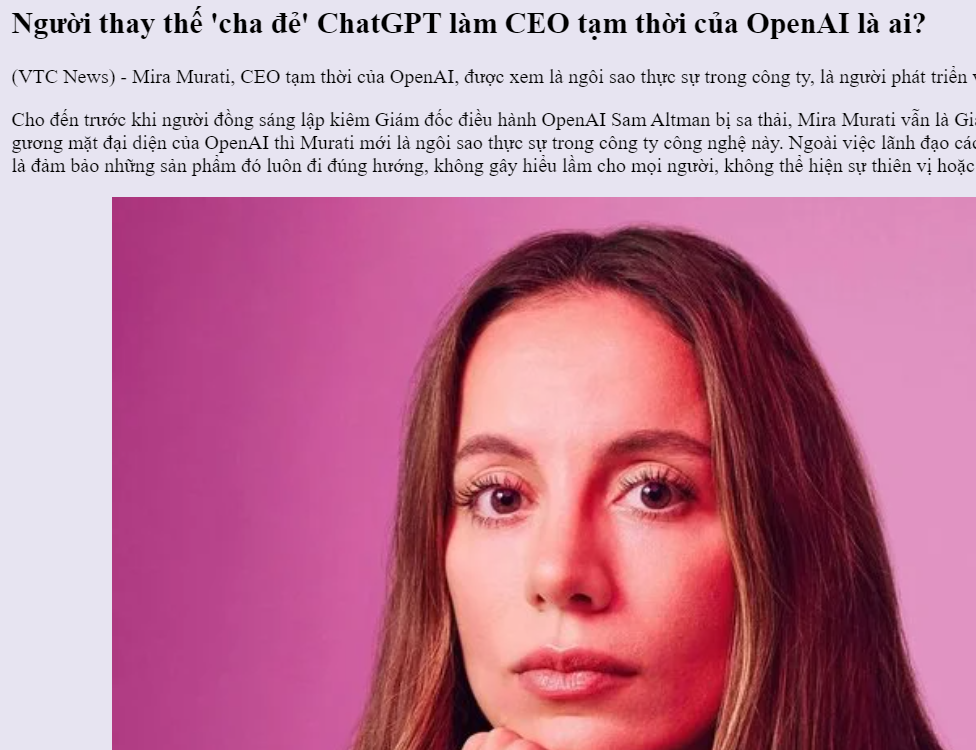 Người thay thế 'cha đẻ' ChatGPT làm CEO tạm thời của OpenAI là ai?
(VTC News) - Mira Murati, CEO tạm thời của OpenAI, được xem là ngôi sao thực sự trong công ty, là người phát triển
Cho đến trước khi người đồng sáng lập kiêm Giám đốc điều hành OpenAI Sam Altman bị sa thải, Mira Murati vẫn là
gương mặt đại diện của OpenAI thì Murati mới là ngôi sao thực sự trong công ty công nghệ này. Ngoài việc lãnh đạo
là đảm bảo những sản phẩm đó luôn đi đúng hướng, không gây hiểu lầm cho mọi người, không thể hiện sự thiên vị hoặc